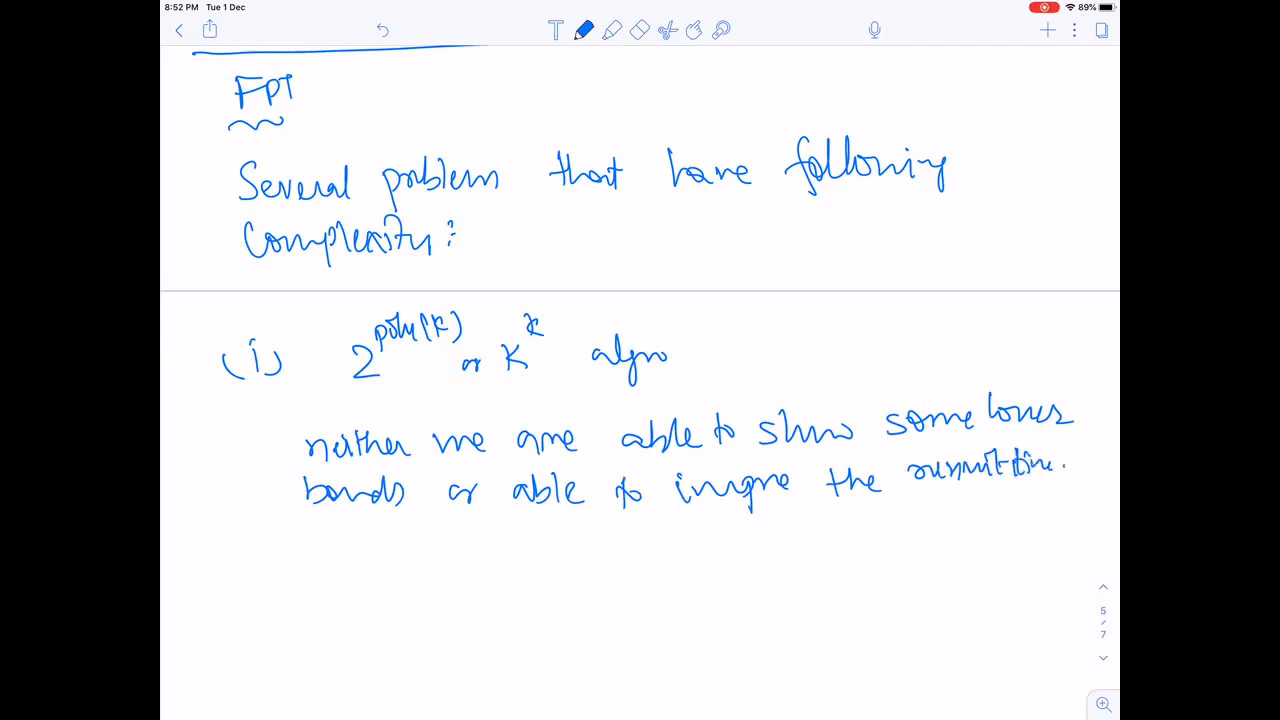 8:52 PM Tue 1 Dec
89%
FPT
Several problem that have following
Complexity:
(i) 2^poly(k) or k^k algo
neither we are able to show some lower
bonds or able to improve the
5
/
7